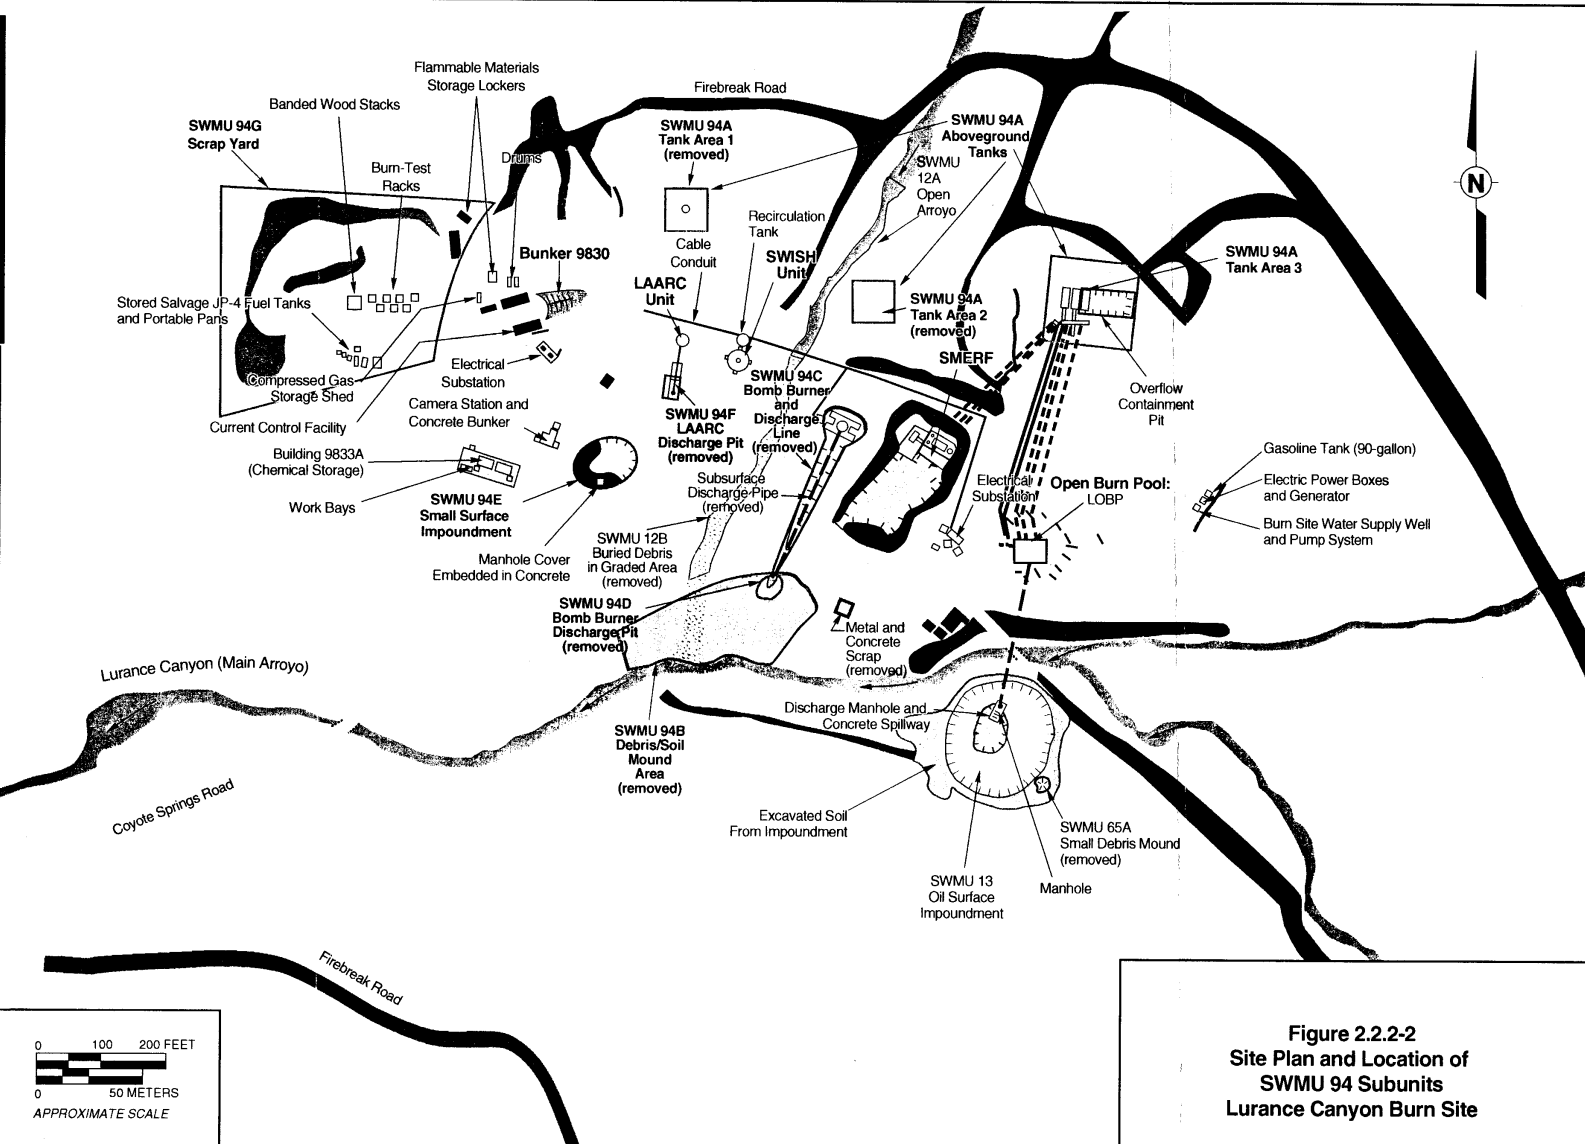 Flammable Materials
Storage Lockers
Banded Wood Stacks
SWMU 94G
Scrap Yard
Burn-Test
Racks
Drums
Firebreak Road
SWMU 94A
Tank Area 1
(removed)
SWMU 94A
Aboveground
Tanks
SWMU
12A
Open
Arroyo
N
Recirculation
Tank
Cable
Conduit
SWISH
Unit
Bunker 9830
LAARC
Unit
SWMU 94A
Tank Area 3
Stored Salvage JP-4 Fuel Tanks
and Portable Pans
SWMU 94A
Tank Area 2
(removed)
SMERF
Electrical
Substation
Compressed Gas
Storage Shed
SWMU 94C
Bomb Burner
and
Discharge
Line
(removed)
Overflow
Containment
Pit
Camera Station and
Concrete Bunker
SWMU 94F
LAARC
Discharge Pit
(removed)
Current Control Facility
Building 9833A
(Chemical Storage)
Work Bays
SWMU 94E
Small Surface
Impoundment
Subsurface
Discharge Pipe
(removed)
Electrical
Substation
Open Burn Pool:
LOBP
Gasoline Tank (90-gallon)
Electric Power Boxes
and Generator
Burn Site Water Supply Well
and Pump System
Manhole Cover
Embedded in Concrete
SWMU 12B
Buried Debris
in Graded Area
(removed)
SWMU 94D
Bomb Burner
Discharge Pit
(removed)
Metal and
Concrete
Scrap
(removed)
Lurance Canyon (Main Arroyo)
Discharge Manhole and
Concrete Spillway
SWMU 94B
Debris/Soil
Mound
Area
(removed)
Coyote Springs Road
Excavated Soil
From Impoundment
SWMU 65A
Small Debris Mound
(removed)
SWMU 13
Oil Surface
Impoundment
Manhole
Firebreak Road
0 100 200 FEET
0 50 METERS
APPROXIMATE SCALE
Figure 2.2.2-2
Site Plan and Location of
SWMU 94 Subunits
Lurance Canyon Burn Site